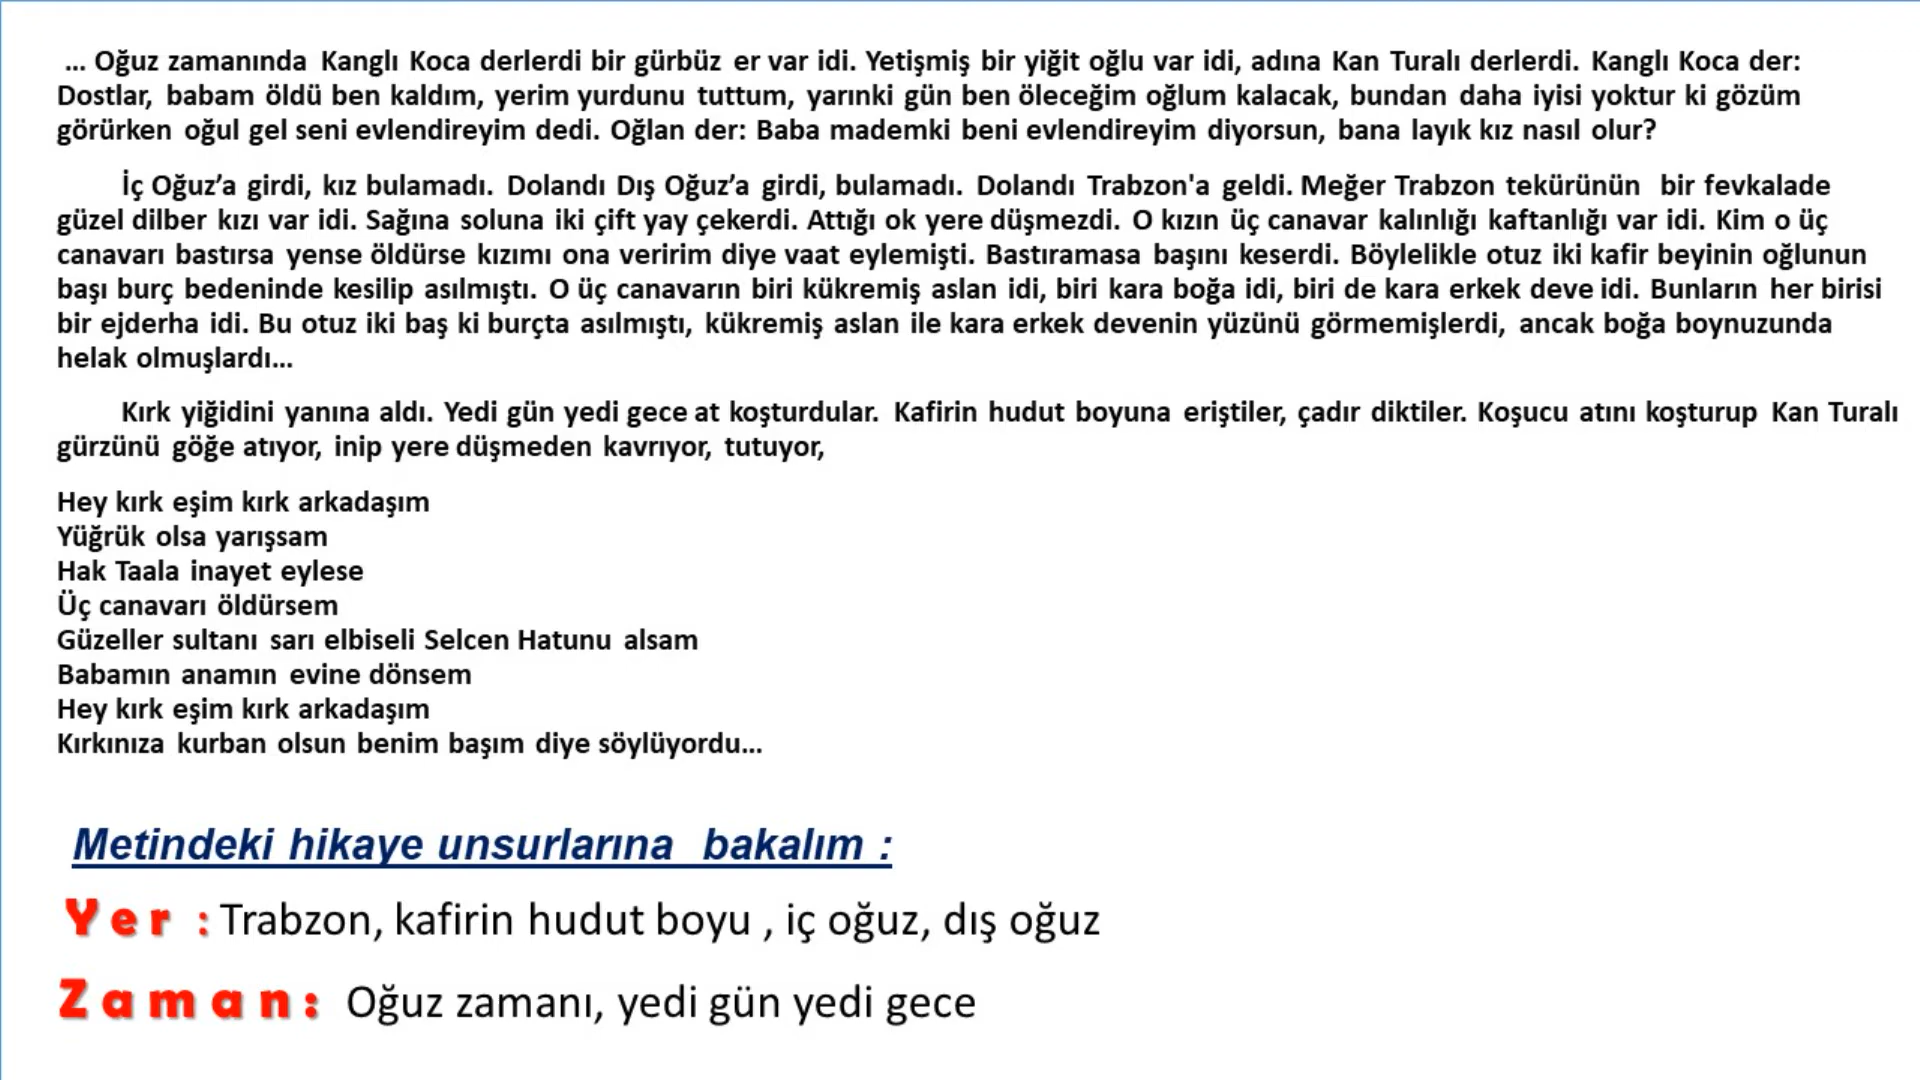 ... Oğuz zamanında Kanglı Koca derlerdi bir gürbüz er var idi. Yetişmiş bir yiğit oğlu var idi, adına Kan Turalı derlerdi. Kanglı Koca der:
Dostlar, babam öldü ben kaldım, yerim yurdunu tuttum, yarınki gün ben öleceğim oğlum kalacak, bundan daha iyisi yoktur ki gözüm
görürken oğul gel seni evlendireyim dedi. Oğlan der: Baba mademki beni evlendireyim diyorsun, bana layık kız nasıl olur?
İç Oğuz’a girdi, kız bulamadı. Dolandı Dış Oğuz’a girdi, bulamadı. Dolandı Trabzon'a geldi. Meğer Trabzon tekürünün bir fevkalade
güzel dilber kızı var idi. Sağına soluna iki çift yay çekerdi. Attığı ok yere düşmezdi. O kızın üç canavar kalınlığı kaftanlığı var idi. Kim o üç
canavarı bastırsa yense öldürse kızımı ona veririm diye vaat eylemişti. Bastıramasa başını keserdi. Böylelikle otuz iki kafir beyinin oğlunun
başı burç bedeninde kesilip asılmıştı. O üç canavarın biri kükremiş aslan idi, biri kara boğa idi, biri de kara erkek deve idi. Bunların her birisi
bir ejderha idi. Bu otuz iki baş ki burçta asılmıştı, kükremiş aslan ile kara erkek devenin yüzünü görmemişlerdi, ancak boğa boynuzunda
helak olmuşlardı...
Kırk yiğidini yanına aldı. Yedi gün yedi gece at koşturdular. Kafirin hudut boyuna eriştiler, çadır diktiler. Koşucu atını koşturup Kan Turalı
gürzünü göğe atıyor, inip yere düşmeden kavrıyor, tutuyor,
Hey kırk eşim kırk arkadaşım
Yüğrük olsa yarışsam
Hak Taala inayet eylese
Üç canavarı öldürsem
Güzeller sultanı sarı elbiseli Selcen Hatunu alsam
Babamın anamın evine dönsem
Hey kırk eşim kırk arkadaşım
Kırkınıza kurban olsun benim başım diye söylüyordu...
Metindeki hikaye unsurlarına bakalım :
Yer : Trabzon, kafirin hudut boyu , iç oğuz, dış oğuz
Zaman: Oğuz zamanı, yedi gün yedi gece